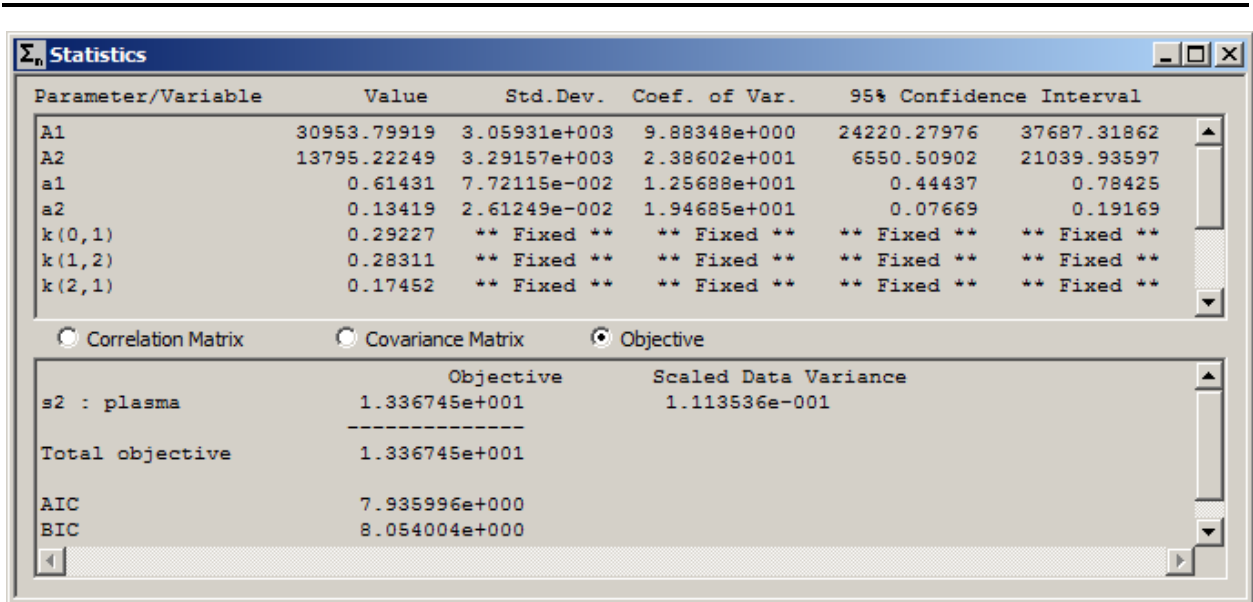 Σn Statistics
Parameter/Variable Value Std.Dev. Coef. of Var. 95% Confidence Interval
A1 30953.79919 3.05931e+003 9.88348e+000 24220.27976 37687.31862
A2 13795.22249 3.29157e+003 2.38602e+001 6550.50902 21039.93597
a1 0.61431 7.72115e-002 1.25688e+001 0.44437 0.78425
a2 0.13419 2.61249e-002 1.94685e+001 0.07669 0.19169
k(0,1) 0.29227 ** Fixed ** ** Fixed ** ** Fixed ** ** Fixed **
k(1,2) 0.28311 ** Fixed ** ** Fixed ** ** Fixed ** ** Fixed **
k(2,1) 0.17452 ** Fixed ** ** Fixed ** ** Fixed ** ** Fixed **
Correlation Matrix Covariance Matrix Objective
Objective Scaled Data Variance
s2 : plasma 1.336745e+001 1.113536e-001
--------------
Total objective 1.336745e+001
AIC 7.935996e+000
BIC 8.054004e+000